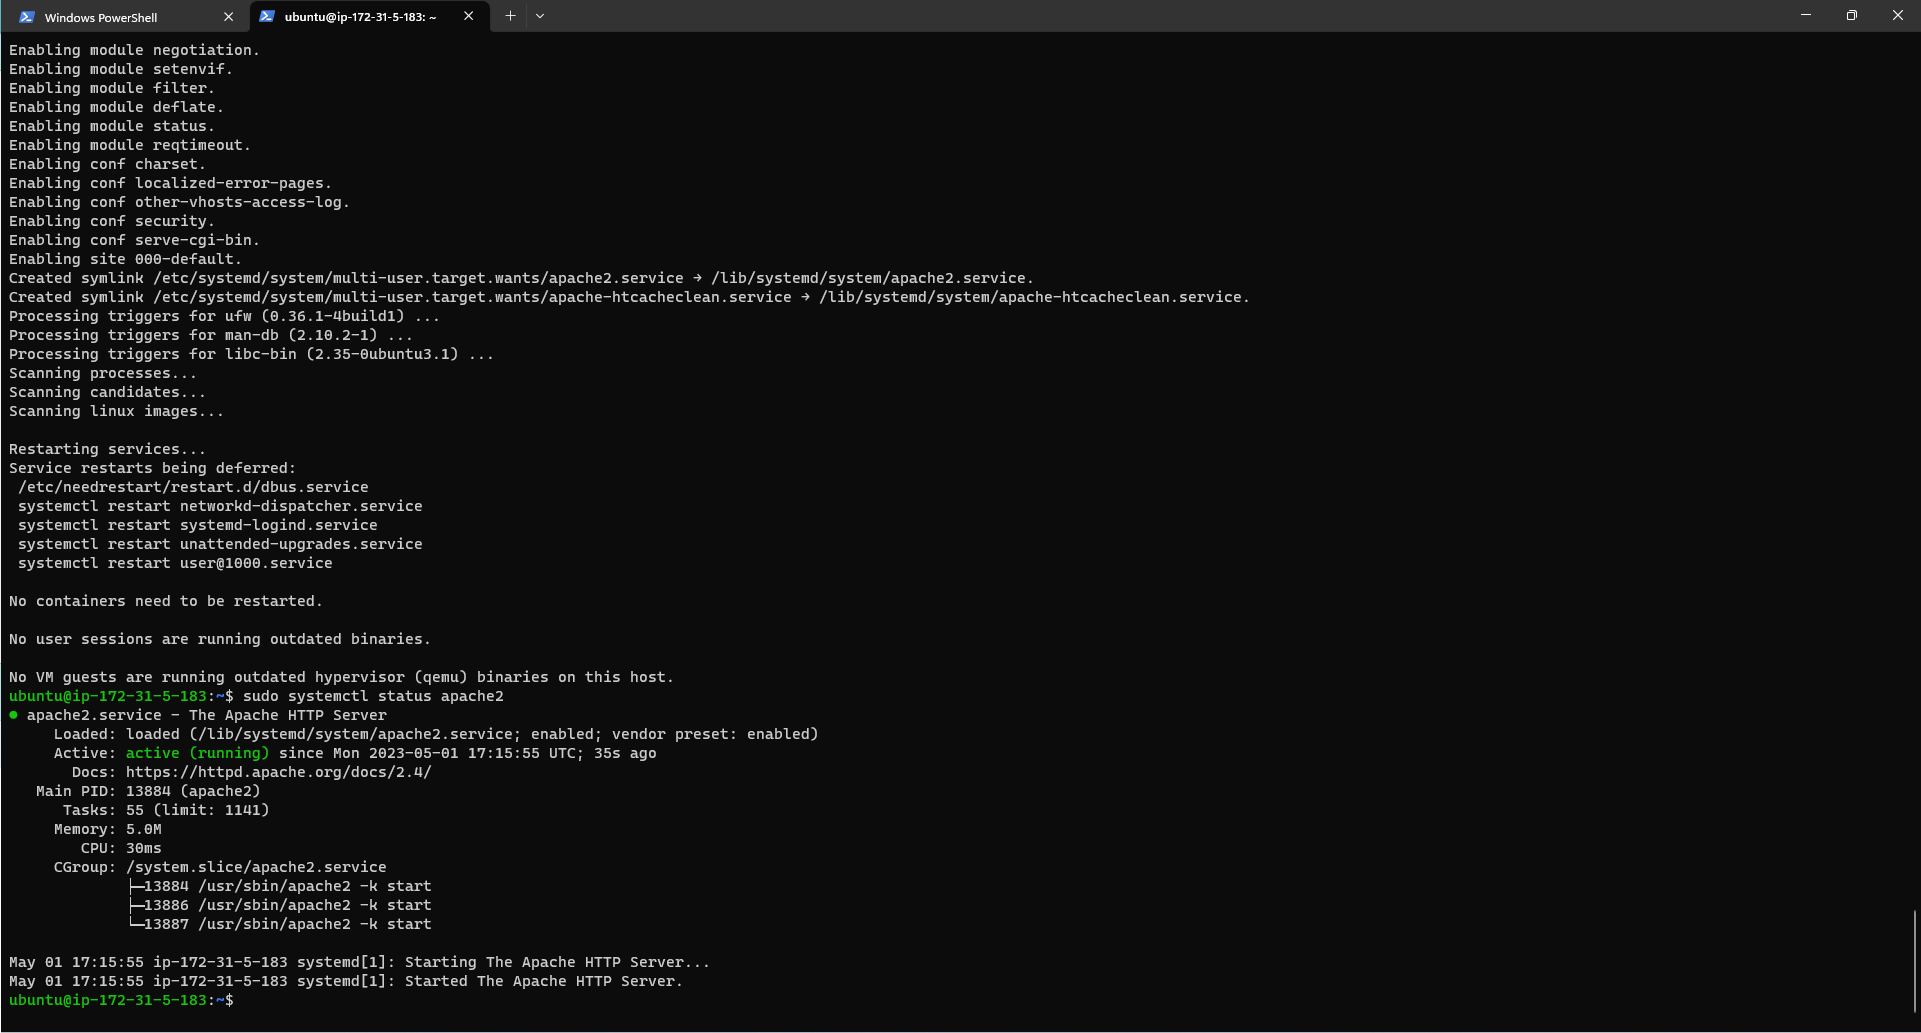 Windows PowerShell
ubuntu@ip-172-31-5-183: ~
Enabling module negotiation.
Enabling module setenvif.
Enabling module filter.
Enabling module deflate.
Enabling module status.
Enabling module reqtimeout.
Enabling conf charset.
Enabling conf localized-error-pages.
Enabling conf other-vhosts-access-log.
Enabling conf security.
Enabling conf serve-cgi-bin.
Enabling site 000-default.
Created symlink /etc/systemd/system/multi-user.target.wants/apache2.service → /lib/systemd/system/apache2.service.
Created symlink /etc/systemd/system/multi-user.target.wants/apache-htcacheclean.service → /lib/systemd/system/apache-htcacheclean.service.
Processing triggers for ufw (0.36.1-4build1) ...
Processing triggers for man-db (2.10.2-1) ...
Processing triggers for libc-bin (2.35-0ubuntu3.1) ...
Scanning processes...
Scanning candidates...
Scanning linux images...

Restarting services...
Service restarts being deferred:
 /etc/needrestart/restart.d/dbus.service
 systemctl restart networkd-dispatcher.service
 systemctl restart systemd-logind.service
 systemctl restart unattended-upgrades.service
 systemctl restart user@1000.service

No containers need to be restarted.

No user sessions are running outdated binaries.

No VM guests are running outdated hypervisor (qemu) binaries on this host.
ubuntu@ip-172-31-5-183:~$ sudo systemctl status apache2
● apache2.service - The Apache HTTP Server
     Loaded: loaded (/lib/systemd/system/apache2.service; enabled; vendor preset: enabled)
     Active: active (running) since Mon 2023-05-01 17:15:55 UTC; 35s ago
       Docs: https://httpd.apache.org/docs/2.4/
   Main PID: 13884 (apache2)
      Tasks: 55 (limit: 1141)
     Memory: 5.0M
        CPU: 30ms
     CGroup: /system.slice/apache2.service
             ├─13884 /usr/sbin/apache2 -k start
             ├─13886 /usr/sbin/apache2 -k start
             └─13887 /usr/sbin/apache2 -k start

May 01 17:15:55 ip-172-31-5-183 systemd[1]: Starting The Apache HTTP Server...
May 01 17:15:55 ip-172-31-5-183 systemd[1]: Started The Apache HTTP Server.
ubuntu@ip-172-31-5-183:~$